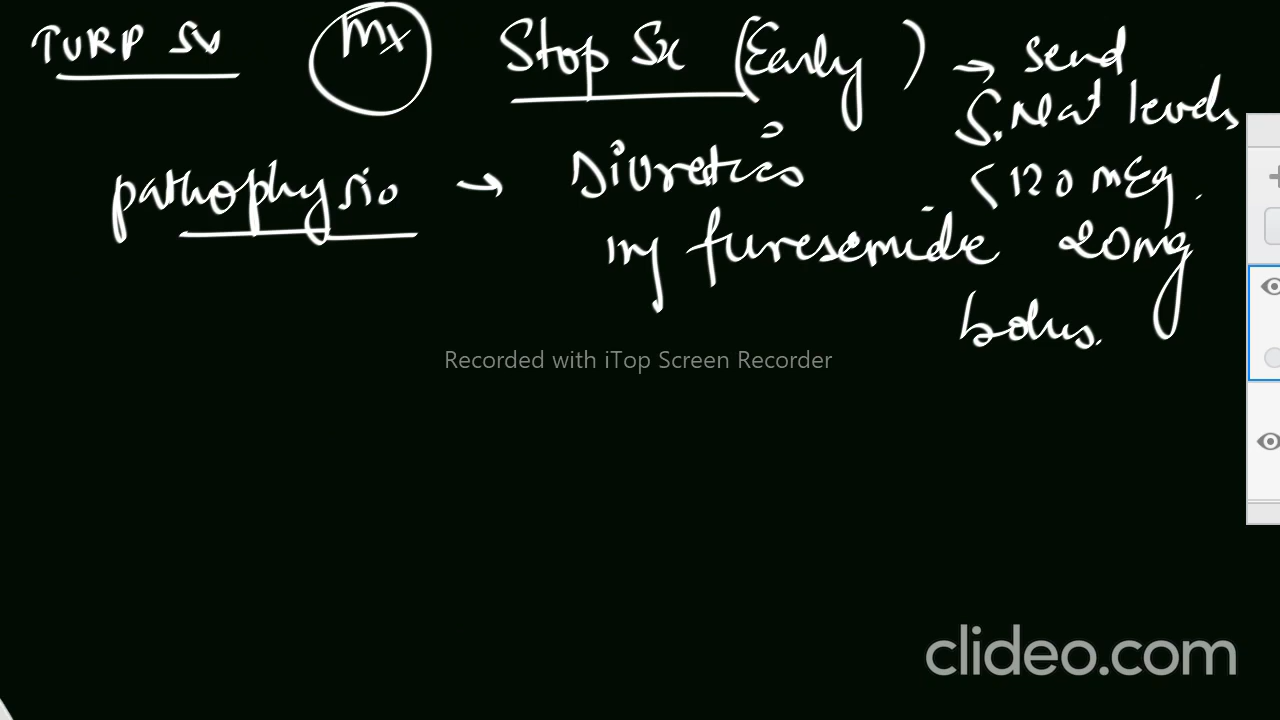 TURP Sy Mx Stop Sx (Early) → send
S. Na+ levels
pathophysio → Diuretics <120 mEq.
inj furesemide 20mg
bolus.
Recorded with iTop Screen Recorder
clideo.com